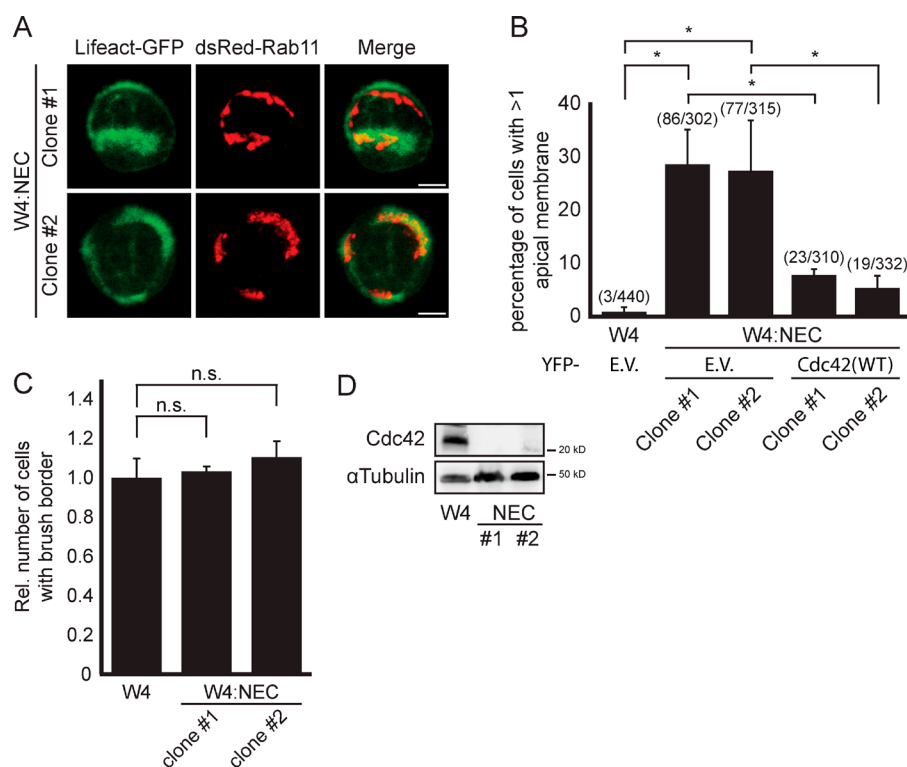 A
Lifeact-GFP dsRed-Rab11 Merge
W4:NEC
Clone #1
Clone #2
B
percentage of cells with >1
apical membrane
40
30
20
10
0
* * * *
(3/440) (86/302) (77/315) (23/310) (19/332)
W4 W4:NEC
YFP- E.V. E.V. Cdc42(WT)
Clone #1 Clone #2 Clone #1 Clone #2
C
Rel. number of cells
with brush border
1.4
1.2
1.0
0.8
0.6
0.4
0.2
0
n.s.
n.s.
W4 W4:NEC
clone #1 clone #2
D
Cdc42 20 kD
αTubulin 50 kD
W4 NEC
#1 #2